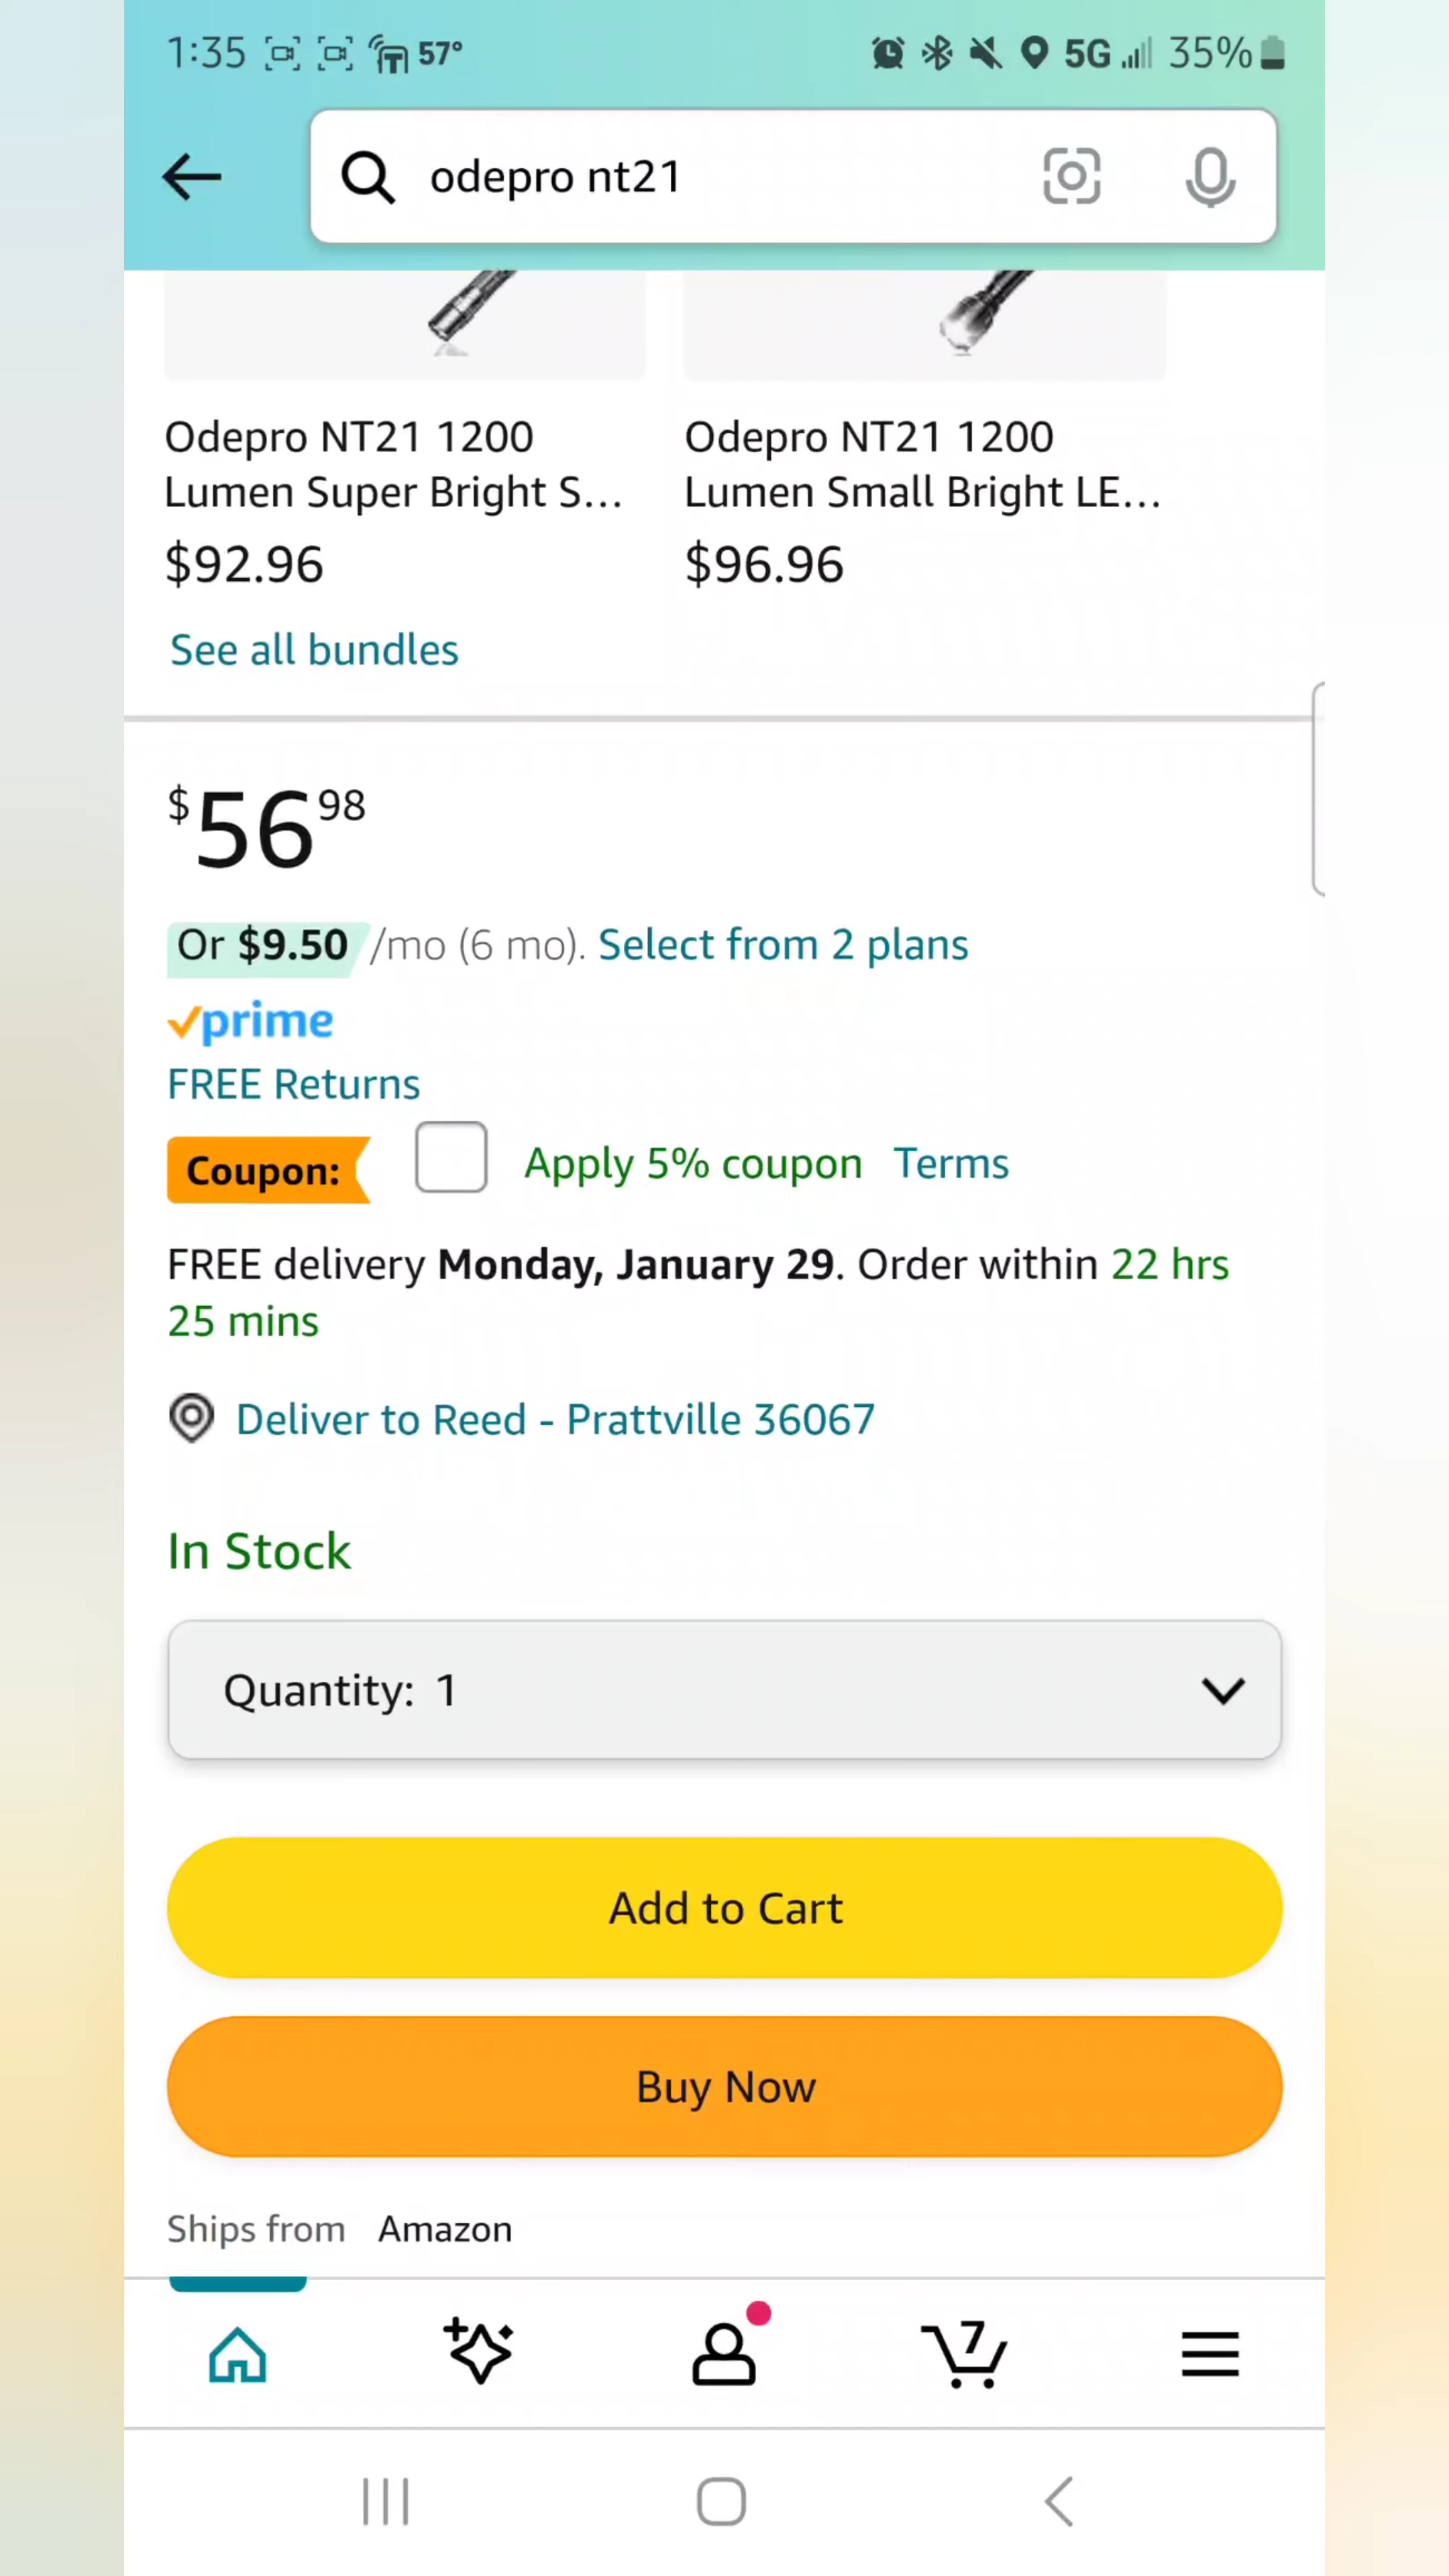 1:35 57° 5G 35%
odepro nt21
Odepro NT21 1200
Lumen Super Bright S...
$92.96
Odepro NT21 1200
Lumen Small Bright LE...
$96.96
See all bundles
$56 98
Or $9.50 /mo (6 mo). Select from 2 plans
prime
FREE Returns
Coupon: Apply 5% coupon Terms
FREE delivery Monday, January 29. Order within 22 hrs
25 mins
Deliver to Reed - Prattville 36067
In Stock
Quantity: 1
Add to Cart
Buy Now
Ships from Amazon
7